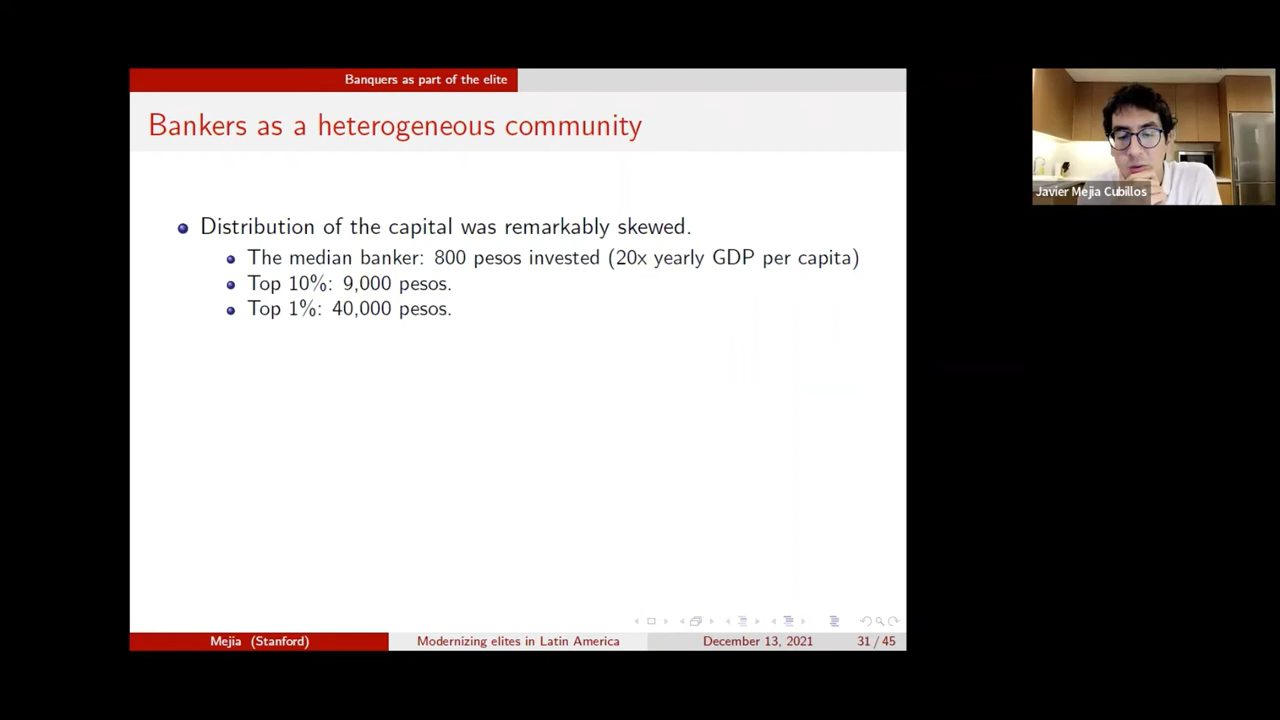 Banquers as part of the elite
Bankers as a heterogeneous community
Distribution of the capital was remarkably skewed.
The median banker: 800 pesos invested (20x yearly GDP per capita)
Top 10%: 9,000 pesos.
Top 1%: 40,000 pesos.
Mejia (Stanford)
Modernizing elites in Latin America
December 13, 2021
31 / 45
Javier Mejia Cubillos